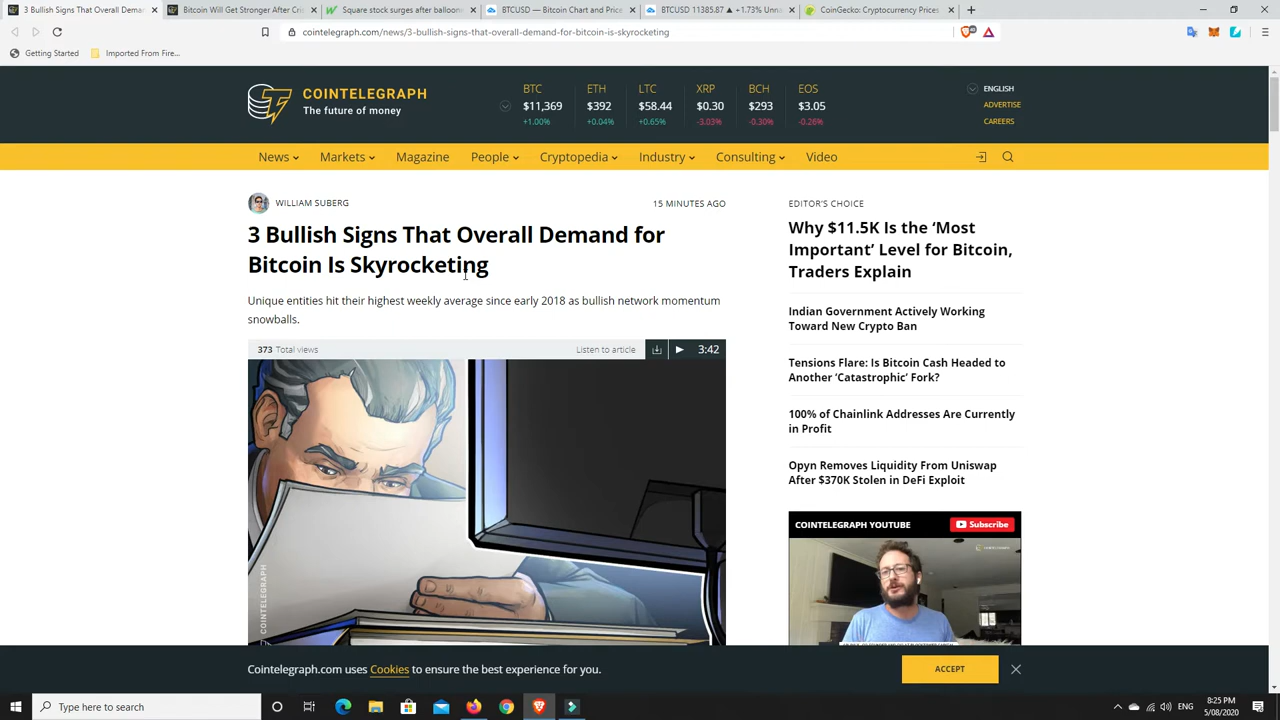 3 Bullish Signs That Overall Demand
Bitcoin Will Get Stronger After Cri
Square stock surges after balloon
BTCUSD — Bitcoin Chart and Price
BTCUSD 11385.87 ▲ +1.73% Unn
CoinGecko: Cryptocurrency Prices
cointelegraph.com/news/3-bullish-signs-that-overall-demand-for-bitcoin-is-skyrocketing
Getting Started
Imported From Fire...
COINTELEGRAPH
The future of money
BTC ETH LTC XRP BCH EOS
$11,369 $392 $58.44 $0.30 $293 $3.05
+1.00% +0.04% +0.65% -3.03% -0.30% -0.26%
ENGLISH
ADVERTISE
CAREERS
News Markets Magazine People Cryptopedia Industry Consulting Video
WILLIAM SUBERG
15 MINUTES AGO
3 Bullish Signs That Overall Demand for
Bitcoin Is Skyrocketing
Unique entities hit their highest weekly average since early 2018 as bullish network momentum
snowballs.
373 Total views
Listen to article
3:42
COINTELEGRAPH
EDITOR'S CHOICE
Why $11.5K Is the ‘Most
Important’ Level for Bitcoin,
Traders Explain
Indian Government Actively Working
Toward New Crypto Ban
Tensions Flare: Is Bitcoin Cash Headed to
Another ‘Catastrophic’ Fork?
100% of Chainlink Addresses Are Currently
in Profit
Opyn Removes Liquidity From Uniswap
After $370K Stolen in DeFi Exploit
COINTELEGRAPH YOUTUBE
Subscribe
Cointelegraph.com uses Cookies to ensure the best experience for you.
ACCEPT
Type here to search
ENG
8:25 PM
5/08/2020